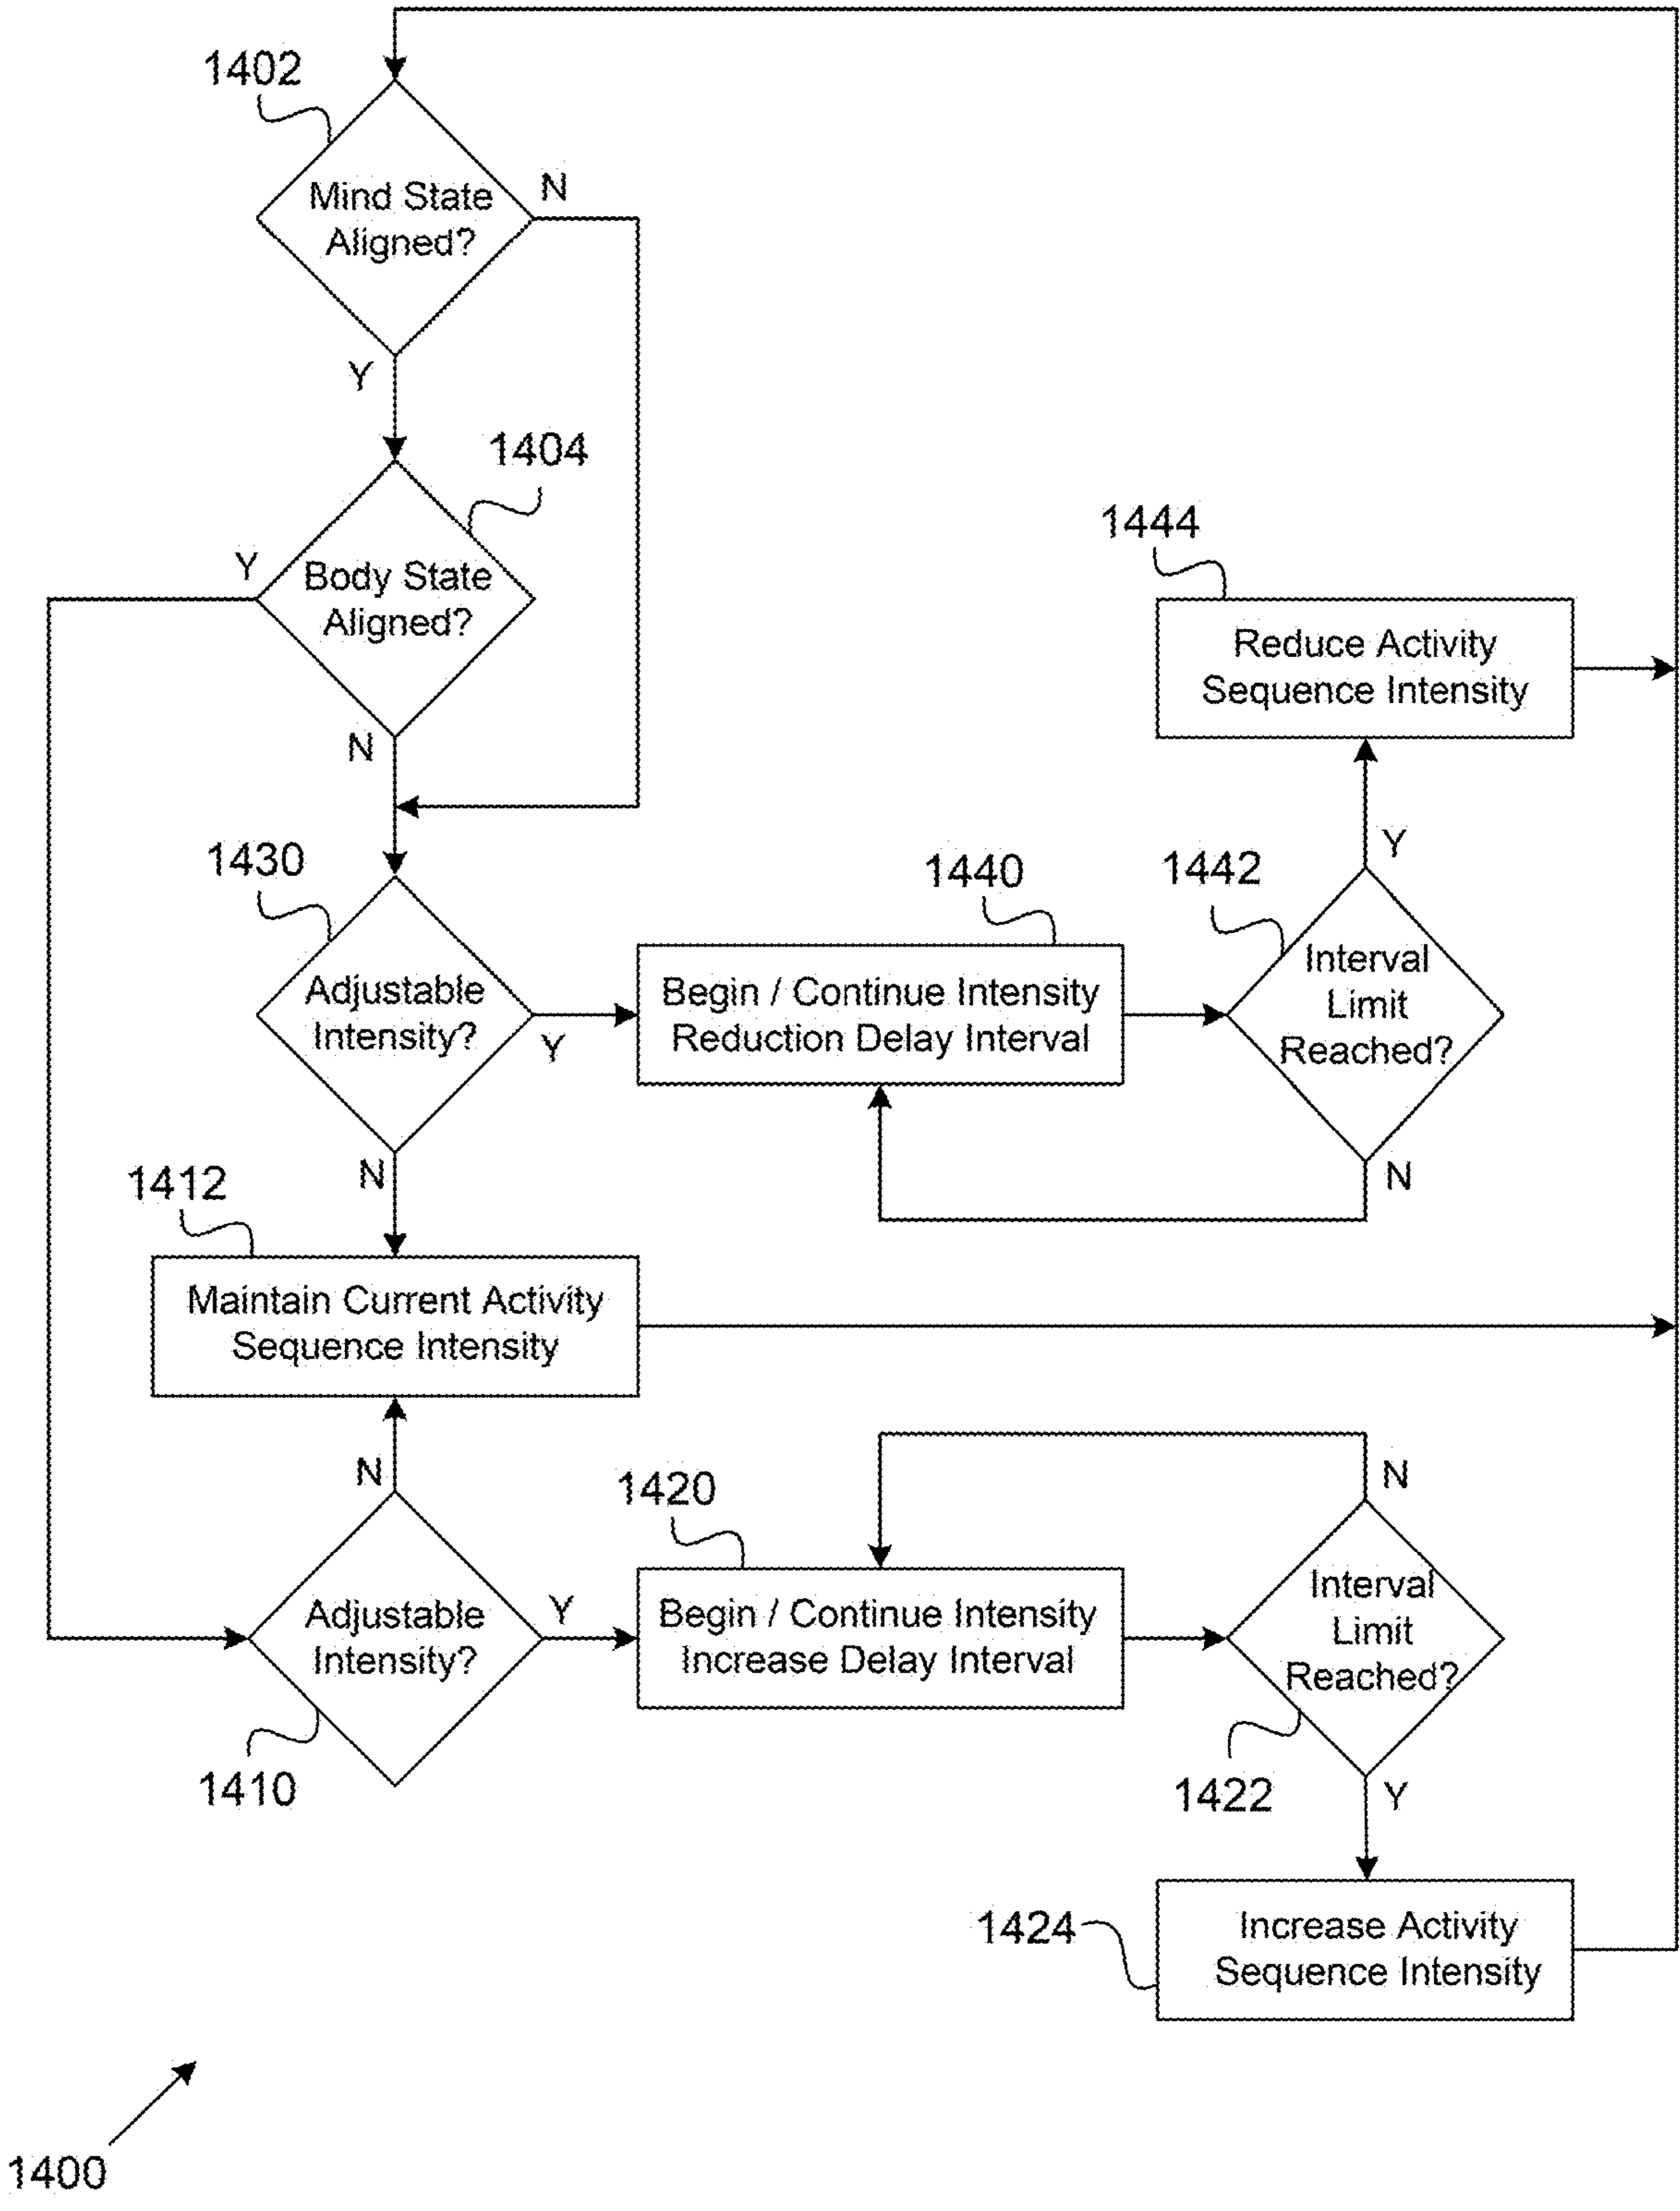 1402
Mind State
Aligned?
N
Y
1404
Y
Body State
Aligned?
N
1444
Reduce Activity
Sequence Intensity
1430
Adjustable
Intensity?
Y
N
1440
Begin / Continue Intensity
Reduction Delay Interval
1442
Y
Interval
Limit
Reached?
N
1412
Maintain Current Activity
Sequence Intensity
N
Adjustable
Intensity?
Y
1410
1420
Begin / Continue Intensity
Increase Delay Interval
N
Interval
Limit
Reached?
1422
Y
1424
Increase Activity
Sequence Intensity
1400